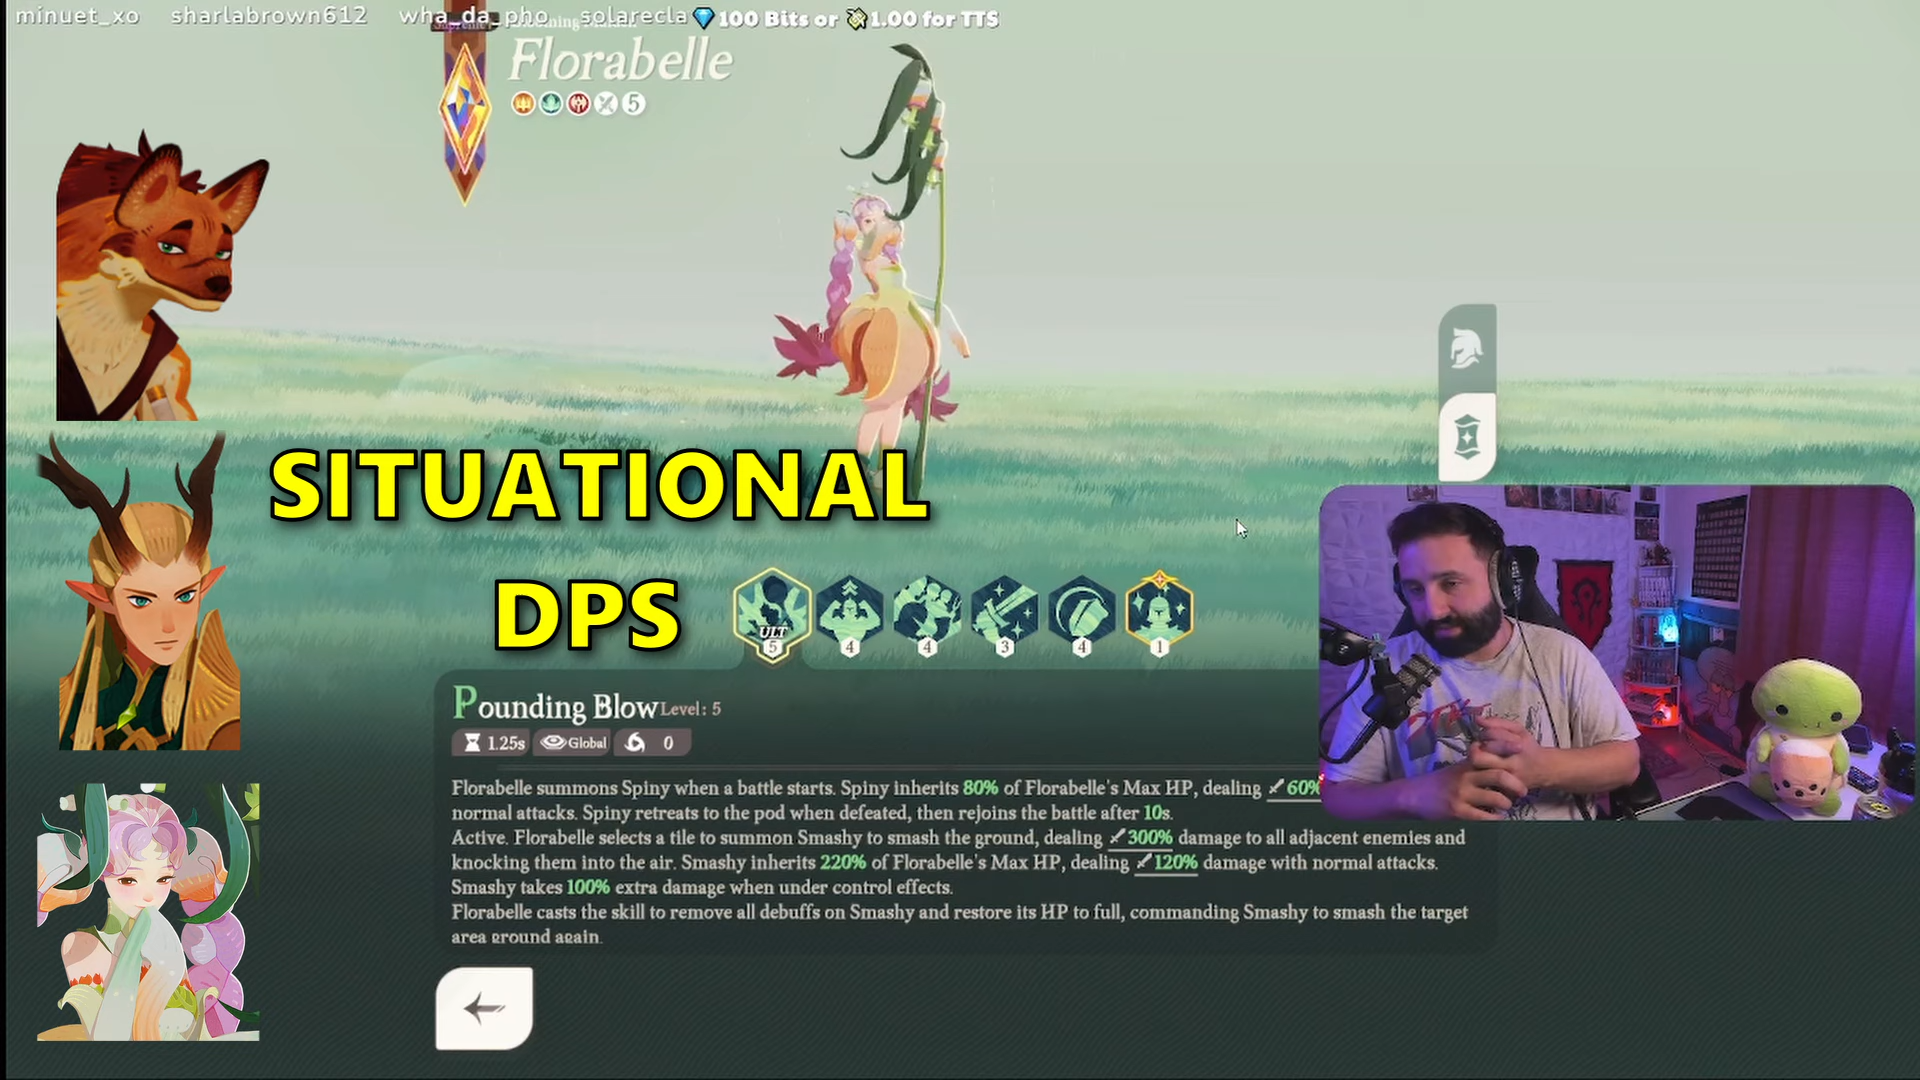 minuet_xo sharlabrown612 wha_da_pho solarecla 100 Bits or 1.00 for TTS
Florabelle
5
SITUATIONAL
DPS
ULT
5 4 4 3 4 1
Pounding Blow Level: 5
1.25s Global 0
Florabelle summons Spiny when a battle starts. Spiny inherits 80% of Florabelle's Max HP, dealing 60%
normal attacks. Spiny retreats to the pod when defeated, then rejoins the battle after 10s.
Active. Florabelle selects a tile to summon Smashy to smash the ground, dealing 300% damage to all adjacent enemies and
knocking them into the air. Smashy inherits 220% of Florabelle's Max HP, dealing 120% damage with normal attacks.
Smashy takes 100% extra damage when under control effects.
Florabelle casts the skill to remove all debuffs on Smashy and restore its HP to full, commanding Smashy to smash the target
area ground again.